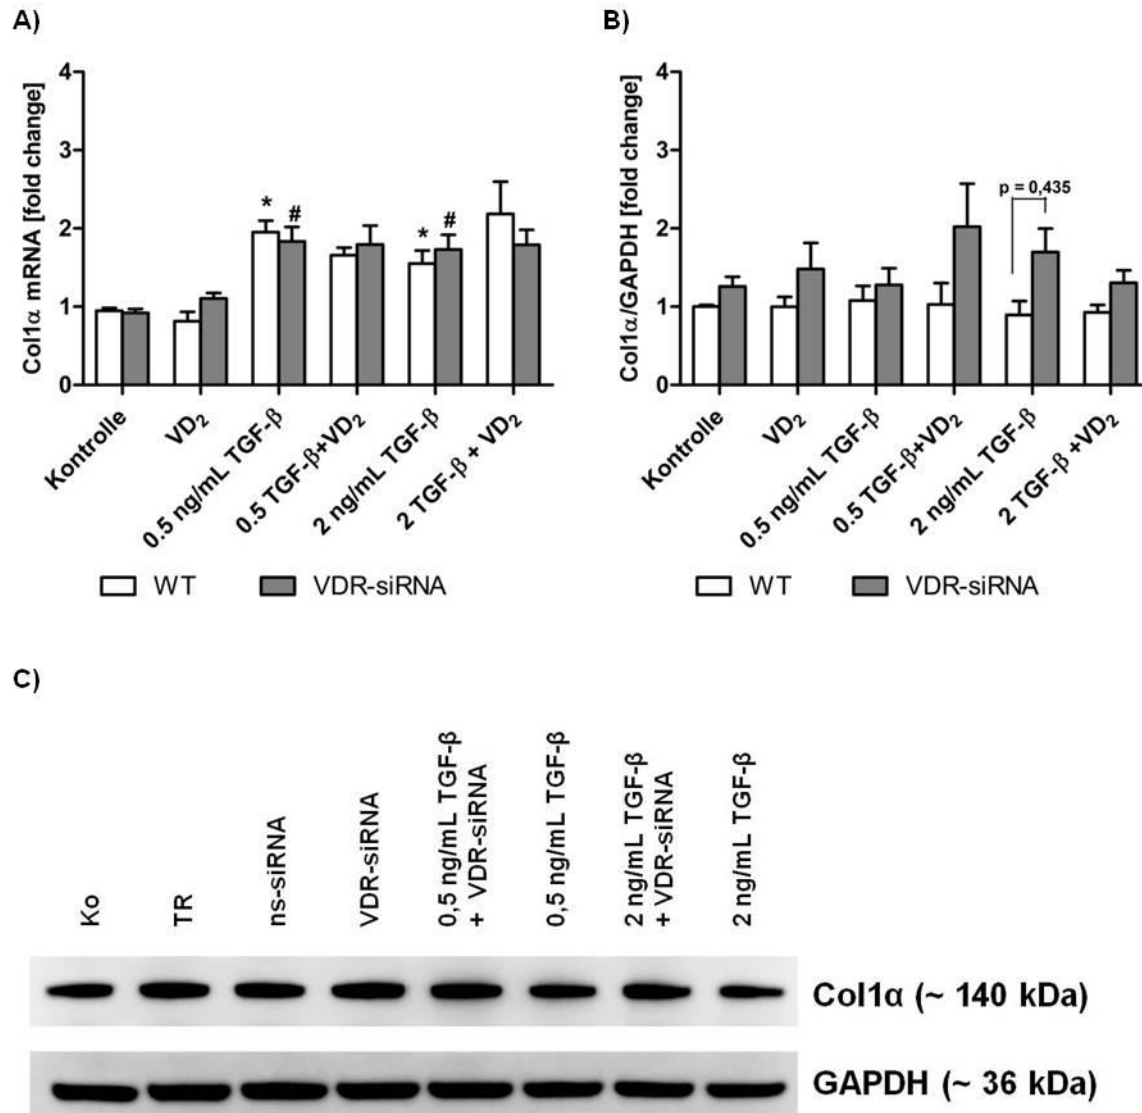 A)
Col1α mRNA [fold change]
4
3
2
1
0
*
#
*
#
Kontrolle
VD₂
0.5 ng/mL TGF-β
0.5 TGF-β+VD₂
2 ng/mL TGF-β
2 TGF-β + VD₂
WT
VDR-siRNA
B)
Col1α/GAPDH [fold change]
4
3
2
1
0
p = 0,435
Kontrolle
VD₂
0.5 ng/mL TGF-β
0.5 TGF-β+VD₂
2 ng/mL TGF-β
2 TGF-β + VD₂
WT
VDR-siRNA
C)
Ko
TR
ns-siRNA
VDR-siRNA
0,5 ng/mL TGF-β
+ VDR-siRNA
0,5 ng/mL TGF-β
2 ng/mL TGF-β
+ VDR-siRNA
2 ng/mL TGF-β
Col1α (~ 140 kDa)
GAPDH (~ 36 kDa)